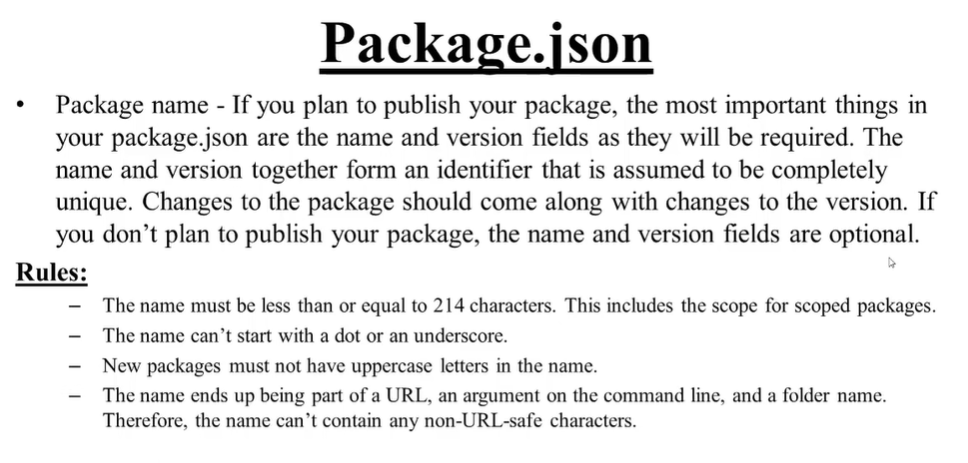 Package.json
• Package name - If you plan to publish your package, the most important things in
your package.json are the name and version fields as they will be required. The
name and version together form an identifier that is assumed to be completely
unique. Changes to the package should come along with changes to the version. If
you don’t plan to publish your package, the name and version fields are optional.
Rules:
– The name must be less than or equal to 214 characters. This includes the scope for scoped packages.
– The name can’t start with a dot or an underscore.
– New packages must not have uppercase letters in the name.
– The name ends up being part of a URL, an argument on the command line, and a folder name.
Therefore, the name can’t contain any non-URL-safe characters.